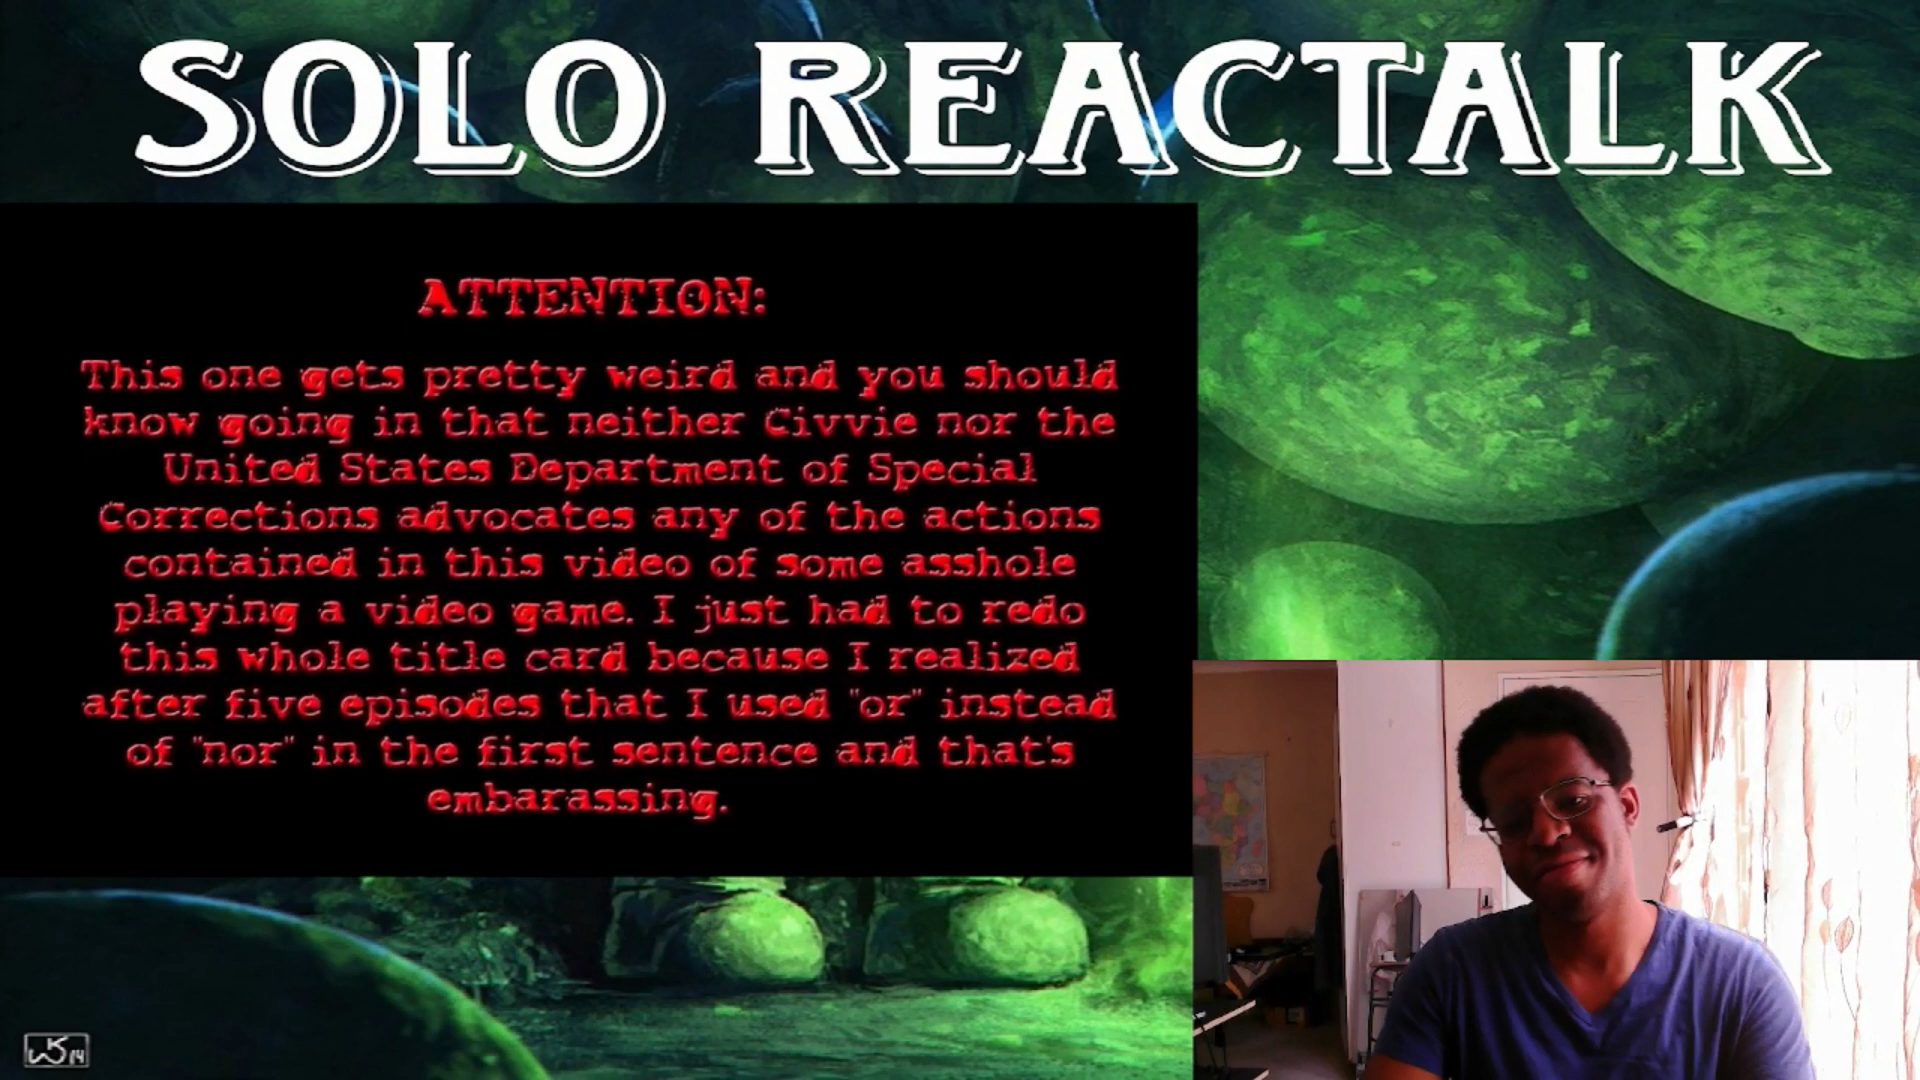 SOLO REACTALK
ATTENTION:
This one gets pretty weird and you should
know going in that neither Civvie nor the
United States Department of Special
Corrections advocates any of the actions
contained in this video of some asshole
playing a video game. I just had to redo
this whole title card because I realized
after five episodes that I used "or" instead
of "nor" in the first sentence and that's
embarassing.